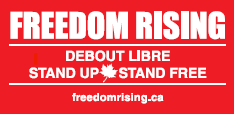 FREEDOM RISING
DEBOUT LIBRE
STAND UP STAND FREE
freedomrising.ca